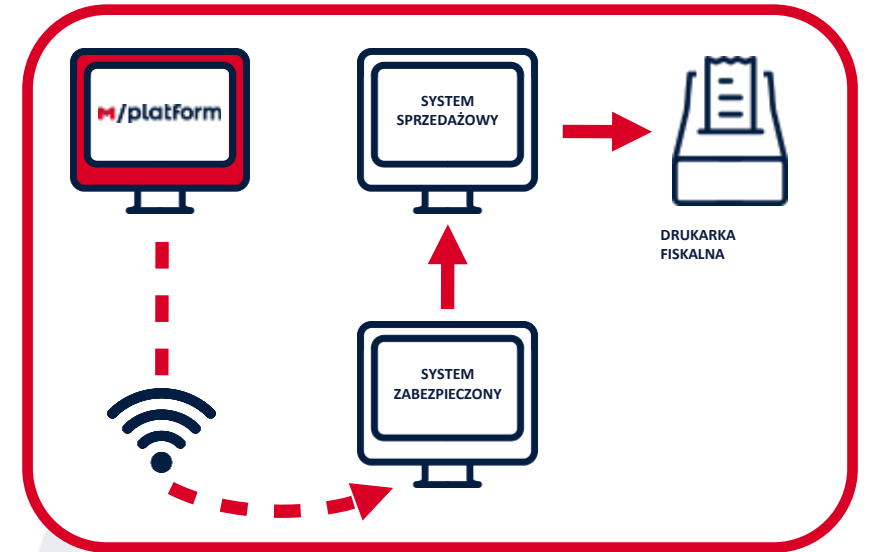 M/platform
SYSTEM
SPRZEDAŻOWY
DRUKARKA
FISKALNA
SYSTEM
ZABEZPIECZONY